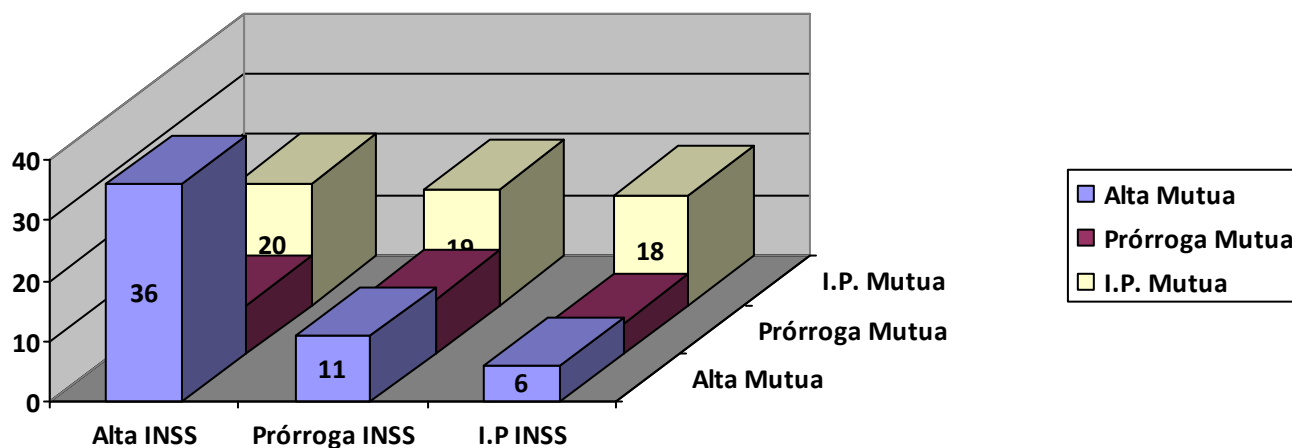 40
30
20
10
0
36
20
11
19
6
18
Alta INSS
Prórroga INSS
I.P INSS
I.P. Mutua
Prórroga Mutua
Alta Mutua
Alta Mutua
Prórroga Mutua
I.P. Mutua